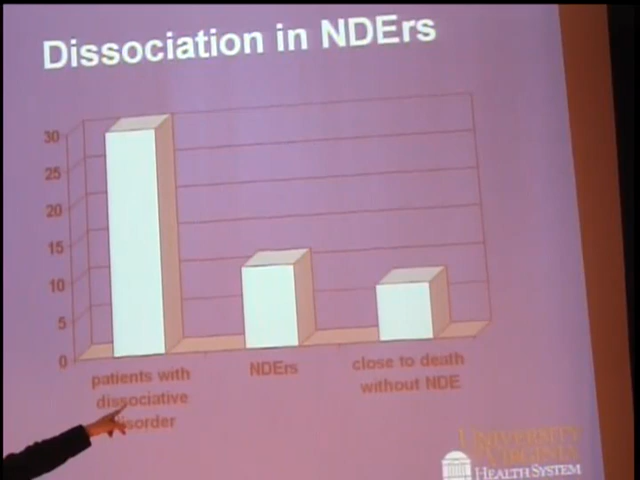 Dissociation in NDErs
30
25
20
15
10
5
0
patients with
dissociative
disorder
NDErs
close to death
without NDE
UNIVERSITY
of VIRGINIA
HEALTH SYSTEM